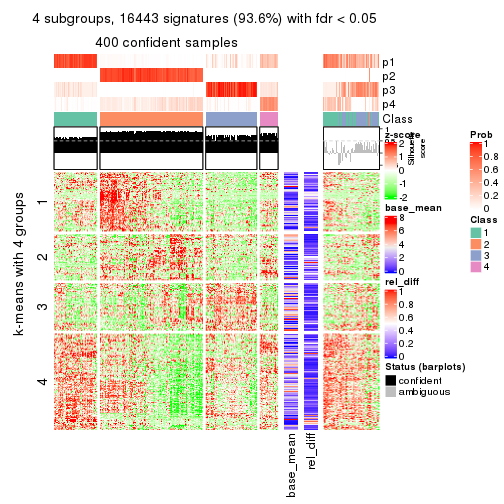 4 subgroups, 16443 signatures (93.6%) with fdr < 0.05
400 confident samples
p1
p2
p3
p4
Class
1
Silhouette
score
z-score
2
1
0
-1
-2
base_mean
8
6
4
2
0
rel_diff
1
0.8
0.6
0.4
0.2
0
Status (barplots)
confident
ambiguous
Prob
1
0.8
0.6
0.4
0.2
0
Class
1
2
3
4
k-means with 4 groups
1
2
3
4
base_mean
rel_diff